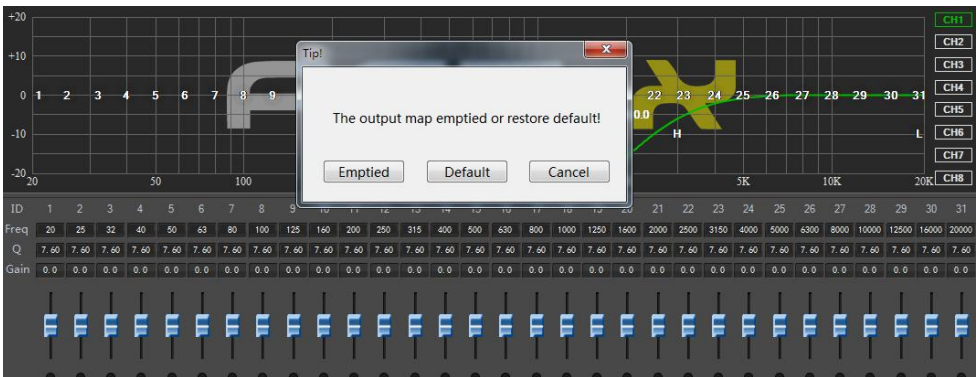 +20
CH1
CH2
+10
Tip!
CH3
0 1 2 3 4 5 6 7 8 9 22 23 24 25 26 27 28 29 30 31
CH4
The output map emptied or restore default!
0.0
CH5
-10 H L
CH6
CH7
Emptied Default Cancel
-20
CH8
20 50 100 5K 10K 20K
ID 1 2 3 4 5 6 7 8 9 10 11 12 13 14 15 16 17 18 19 20 21 22 23 24 25 26 27 28 29 30 31
Freq 20 25 32 40 50 63 80 100 125 160 200 250 315 400 500 630 800 1000 1250 1600 2000 2500 3150 4000 5000 6300 8000 10000 12500 16000 20000
Q 7.60 7.60 7.60 7.60 7.60 7.60 7.60 7.60 7.60 7.60 7.60 7.60 7.60 7.60 7.60 7.60 7.60 7.60 7.60 7.60 7.60 7.60 7.60 7.60 7.60 7.60 7.60 7.60 7.60 7.60 7.60
Gain 0.0 0.0 0.0 0.0 0.0 0.0 0.0 0.0 0.0 0.0 0.0 0.0 0.0 0.0 0.0 0.0 0.0 0.0 0.0 0.0 0.0 0.0 0.0 0.0 0.0 0.0 0.0 0.0 0.0 0.0 0.0